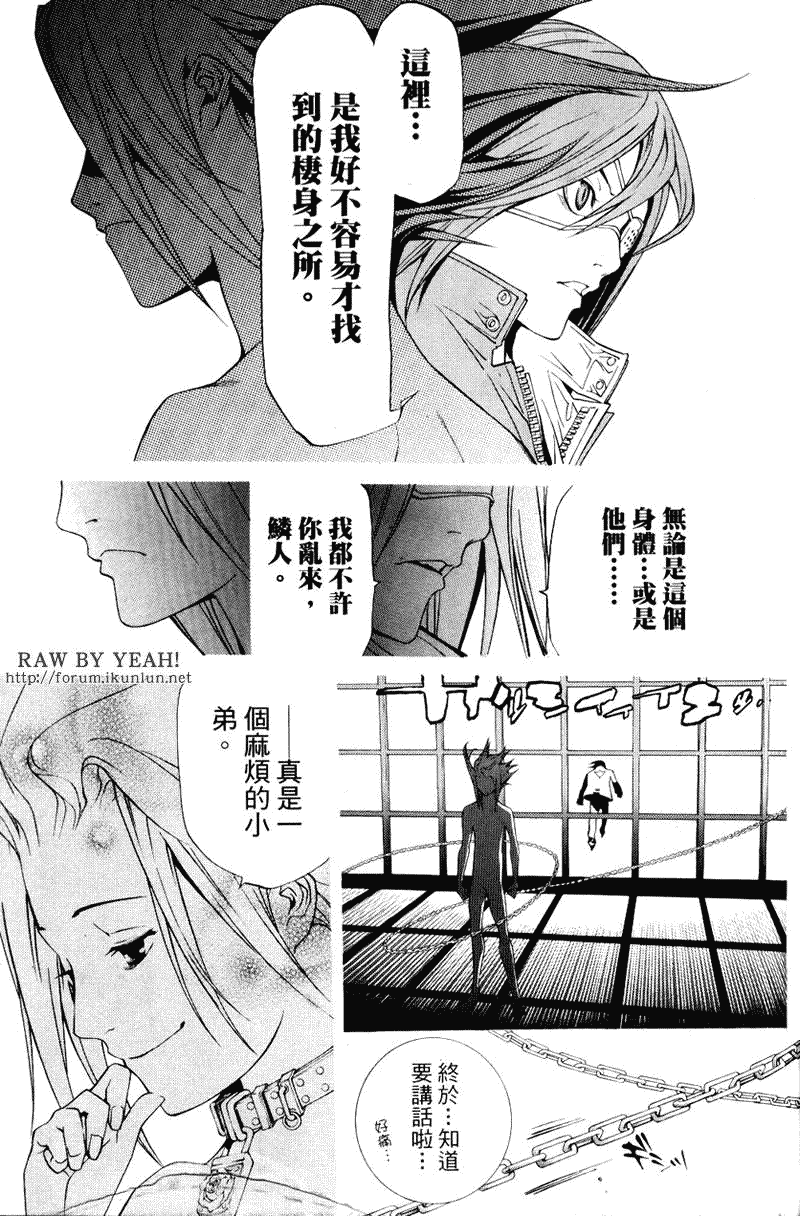 這裡…
是我好不容易才找
到的棲身之所。
無論是這個
身體…或是
他們……
我都不許
你亂來，
鱗人。
RAW BY YEAH!
http://forum.ikunlun.net
——真是一
個麻煩的小
弟。
終於…知道
要講話啦…
好痛…